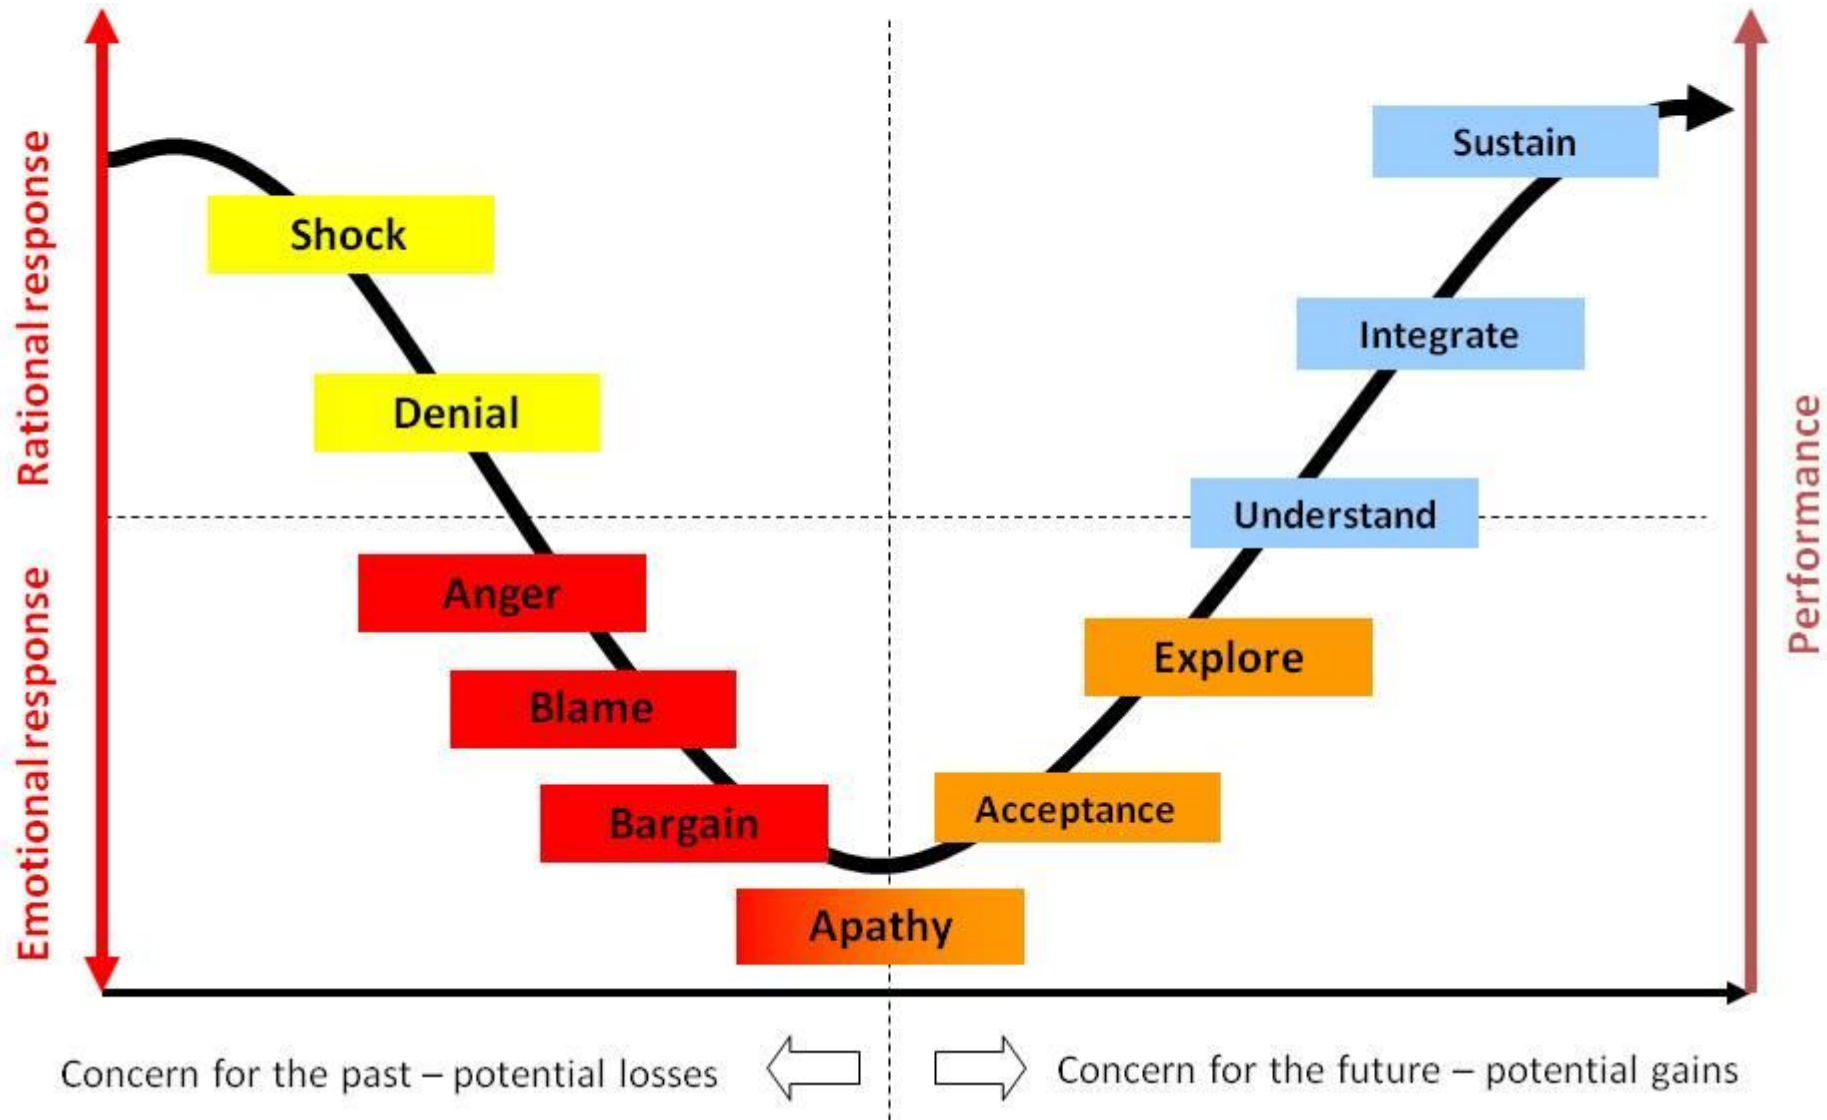 Rational response
Emotional response
Shock
Denial
Anger
Blame
Bargain
Apathy
Acceptance
Explore
Understand
Integrate
Sustain
Performance
Concern for the past – potential losses
Concern for the future – potential gains